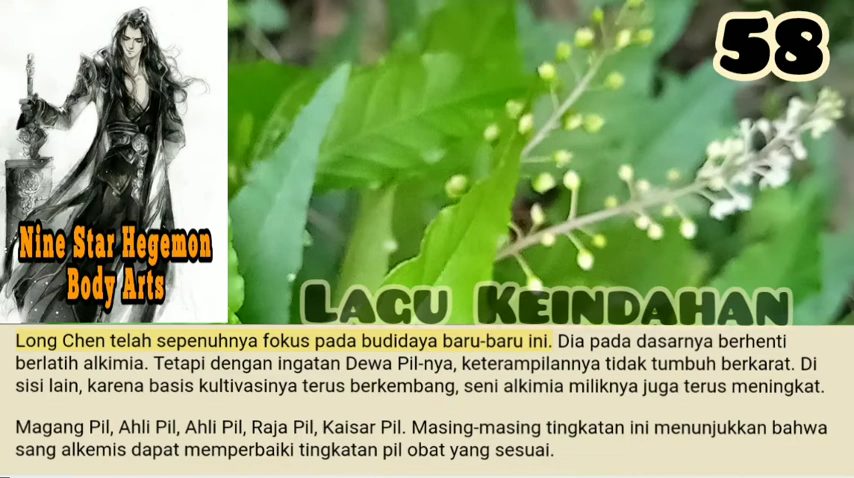 58
Nine Star Hegemon
Body Arts
Lagu Keindahan
Long Chen telah sepenuhnya fokus pada budidaya baru-baru ini. Dia pada dasarnya berhenti
berlatih alkimia. Tetapi dengan ingatan Dewa Pil-nya, keterampilannya tidak tumbuh berkarat. Di
sisi lain, karena basis kultivasinya terus berkembang, seni alkimia miliknya juga terus meningkat.
Magang Pil, Ahli Pil, Ahli Pil, Raja Pil, Kaisar Pil. Masing-masing tingkatan ini menunjukkan bahwa
sang alkemis dapat memperbaiki tingkatan pil obat yang sesuai.